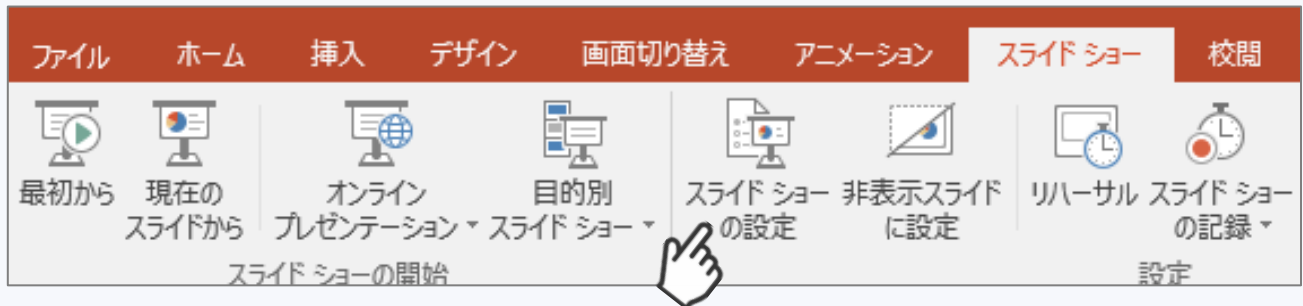 ファイル ホーム 挿入 デザイン 画面切り替え アニメーション スライド ショー 校閲
最初から
現在の
スライドから
オンライン
プレゼンテーション
目的別
スライド ショー
スライド ショー
の設定
非表示スライド
に設定
リハーサル
スライド ショー
の記録
スライド ショーの開始
設定